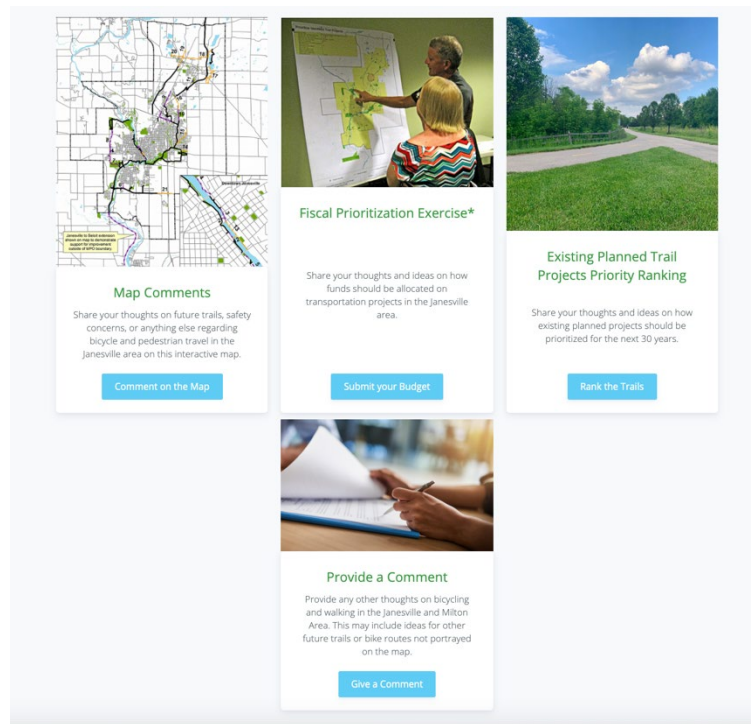 Map Comments
Share your thoughts on future trails, safety
concerns, or anything else regarding
bicycle and pedestrian travel in the
Janesville area on this interactive map.
Comment on the Map
Fiscal Prioritization Exercise*
Share your thoughts and ideas on how
funds should be allocated on
transportation projects in the Janesville
area.
Submit your Budget
Existing Planned Trail
Projects Priority Ranking
Share your thoughts and ideas on how
existing planned projects should be
prioritized for the next 30 years.
Rank the Trails
Provide a Comment
Provide any other thoughts on bicycling
and walking in the Janesville and Milton
Area. This may include ideas for other
future trails or bike routes not portrayed
on the map.
Give a Comment